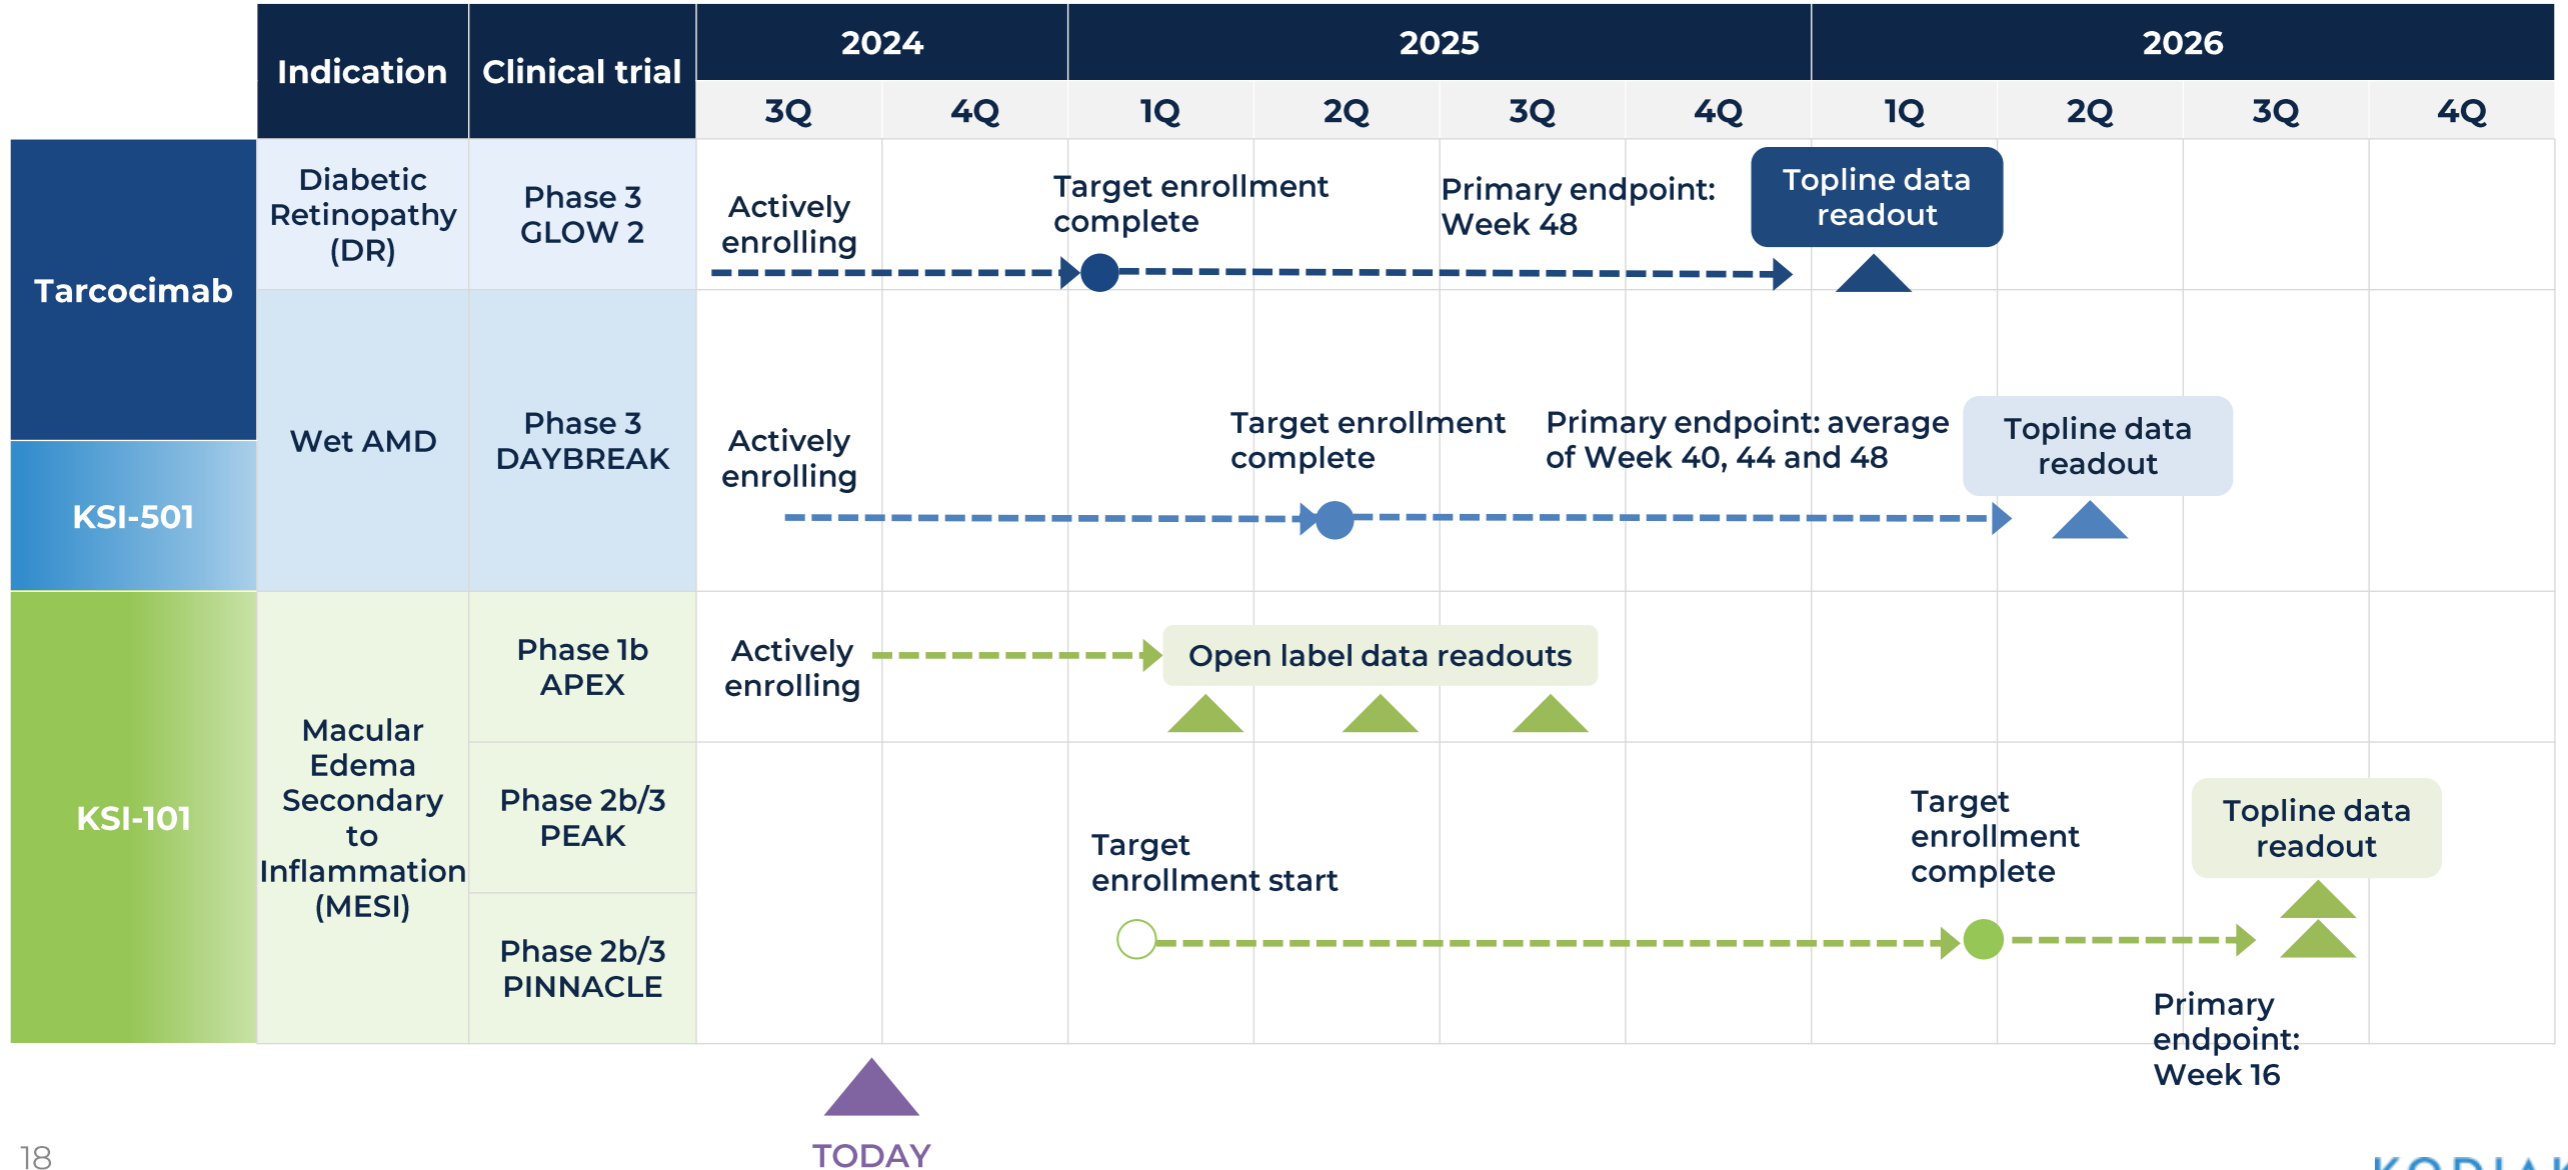 Indication
Clinical trial
2024
2025
2026
3Q
4Q
1Q
2Q
3Q
4Q
1Q
2Q
3Q
4Q
Tarcocimab
Diabetic
Retinopathy
(DR)
Phase 3
GLOW 2
Actively
enrolling
Target enrollment
complete
Primary endpoint:
Week 48
Topline data
readout
Wet AMD
Phase 3
DAYBREAK
Actively
enrolling
Target enrollment
complete
Primary endpoint: average
of Week 40, 44 and 48
Topline data
readout
KSI-501
KSI-101
Macular
Edema
Secondary
to
Inflammation
(MESI)
Phase 1b
APEX
Actively
enrolling
Open label data readouts
Phase 2b/3
PEAK
Target
enrollment start
Target
enrollment
complete
Topline data
readout
Phase 2b/3
PINNACLE
Primary
endpoint:
Week 16
TODAY
18
KODIAK